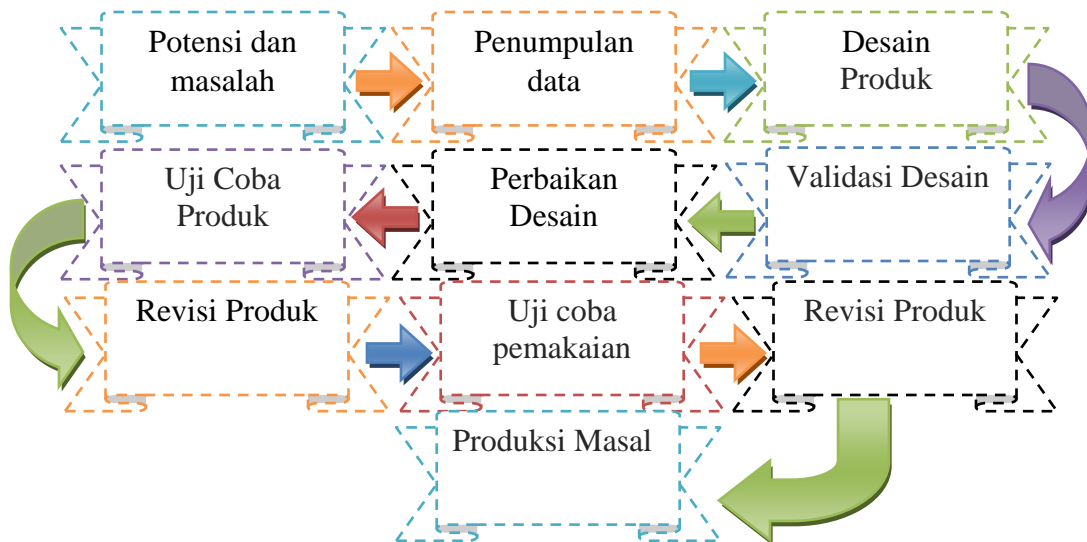 Potensi dan
masalah
Penumpulan
data
Desain
Produk
Validasi Desain
Perbaikan
Desain
Uji Coba
Produk
Revisi Produk
Uji coba
pemakaian
Revisi Produk
Produksi Masal